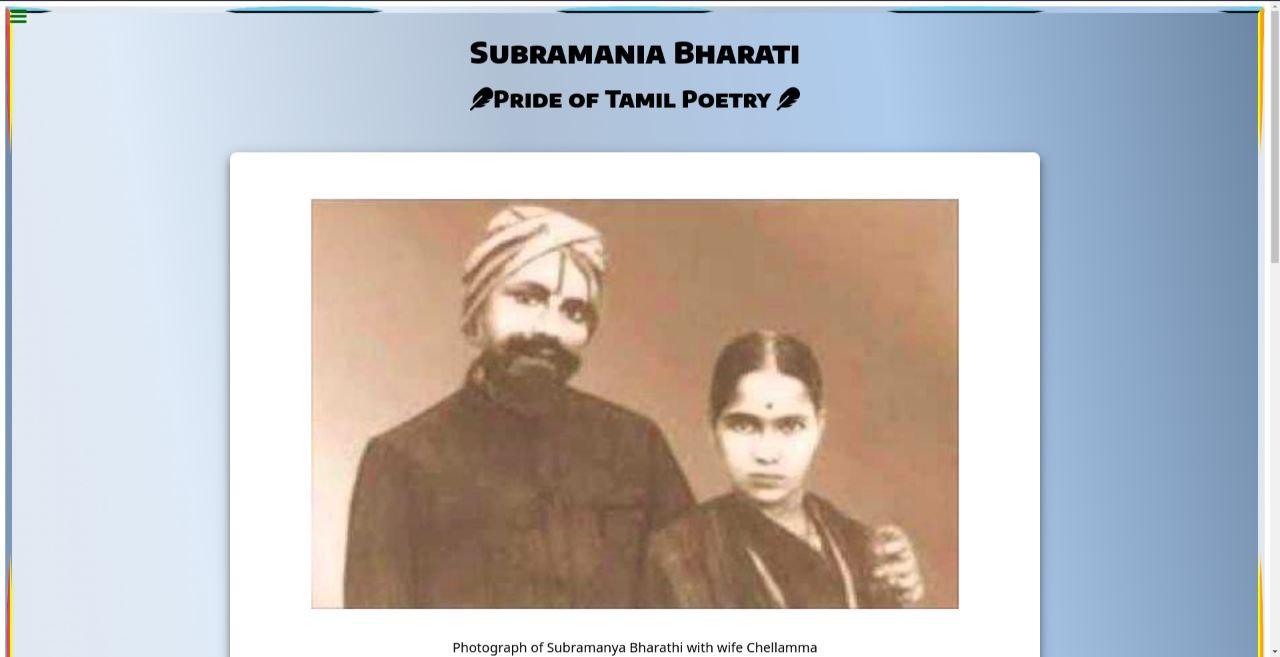 Subramania Bharati
Pride of Tamil Poetry
Photograph of Subramanya Bharathi with wife Chellamma